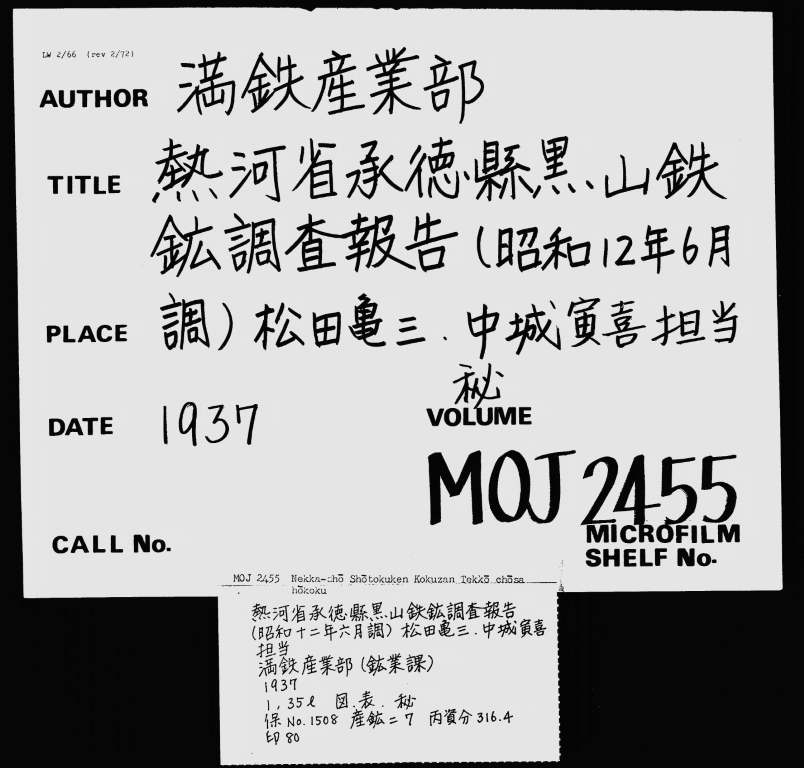 LW 2/66 (rev 2/72)
AUTHOR 満鉄産業部
TITLE 熱河省承徳縣黒山鉄
鉱調査報告(昭和12年6月
PLACE 調)松田亀三.中城寅喜担当
秘
DATE 1937 VOLUME
MOJ 2455
CALL No. MICROFILM
SHELF No.
MOJ 2455 Nekka-shō Shōtokuken Kokuzan Tekkō chōsa
hōkoku
熱河省承徳縣黒山鉄鉱調査報告
(昭和十二年六月調) 松田亀三.中城寅喜
担当
満鉄産業部(鉱業課)
1937
1,35ℓ 図.表. 秘
保No.1508 産鉱=7 丙資分316.4
印80